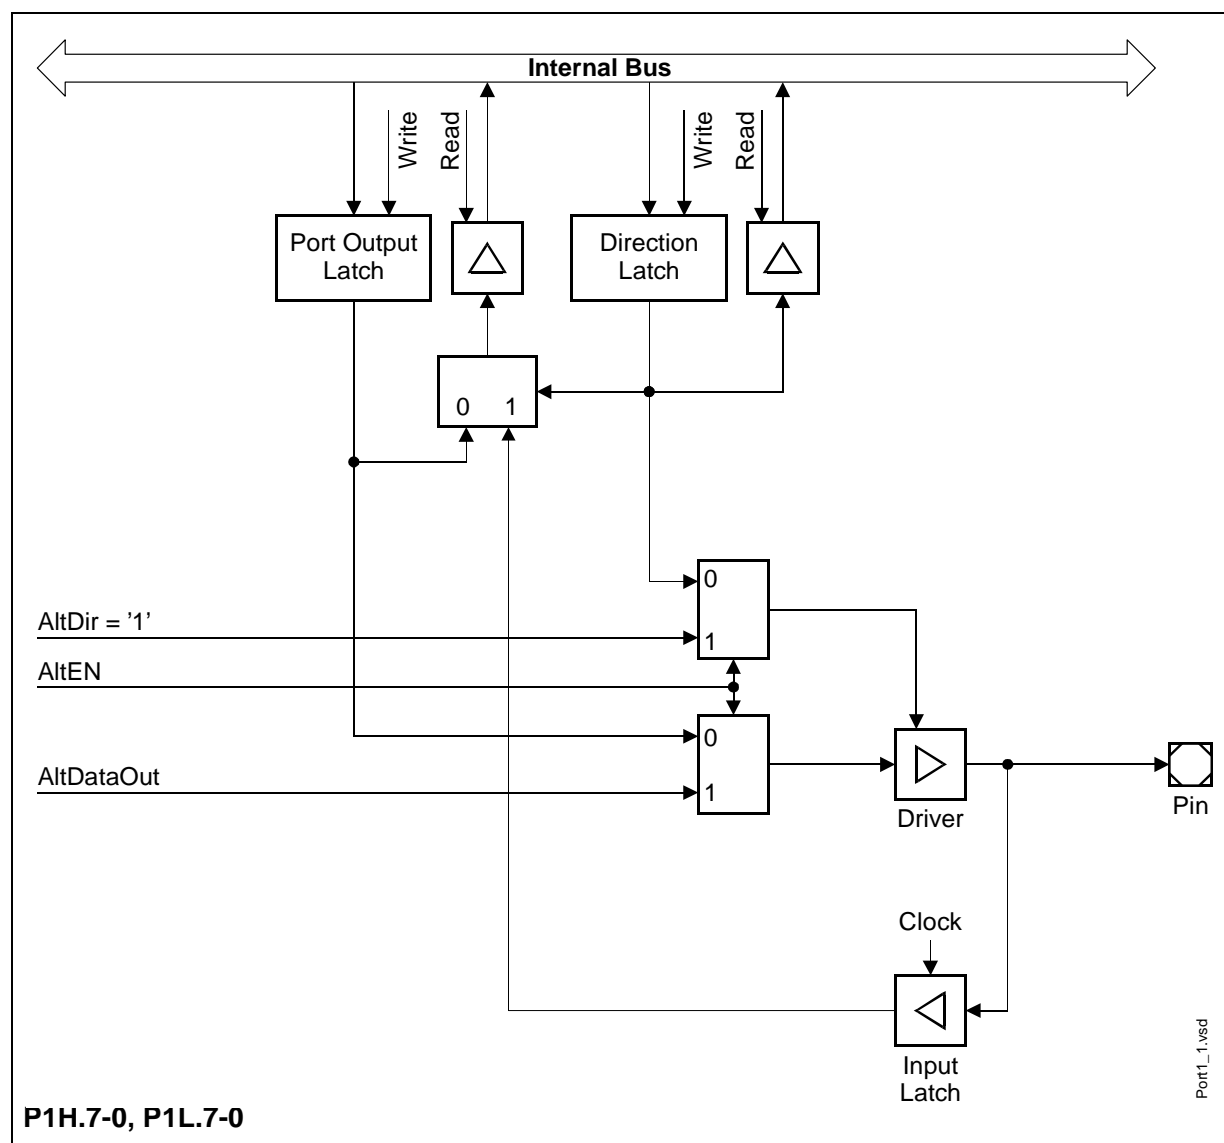 Internal Bus
Write
Read
Write
Read
Port Output
Latch
Direction
Latch
0 1
0
AltDir = '1'
1
AltEN
0
AltDataOut
1
Driver
Pin
Clock
Input
Latch
Port1_1.vsd
P1H.7-0, P1L.7-0